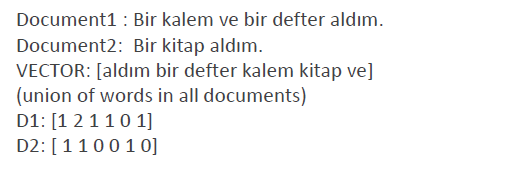 Document1 : Bir kalem ve bir defter aldım.
Document2:  Bir kitap aldım.
VECTOR: [aldım bir defter kalem kitap ve]
(union of words in all documents)
D1: [1 2 1 1 0 1]
D2: [ 1 1 0 0 1 0]